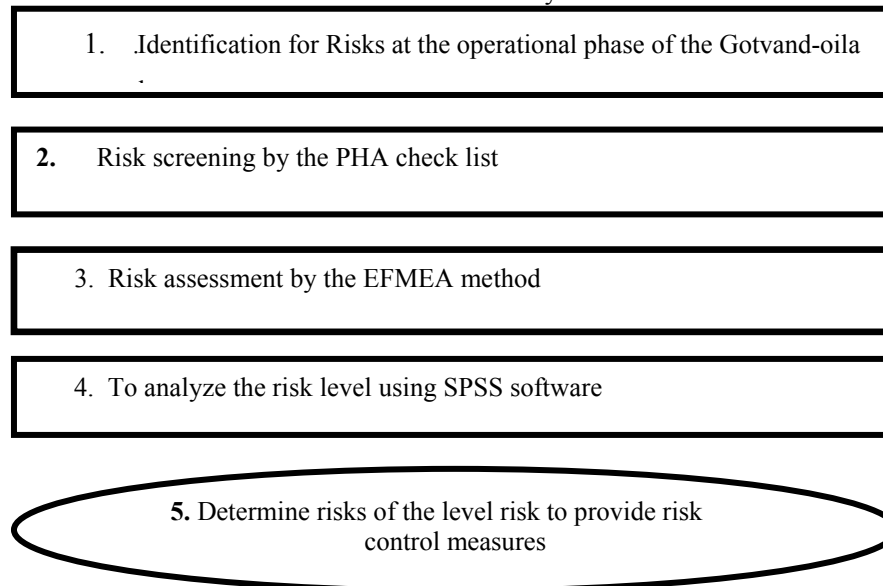 1. .Identification for Risks at the operational phase of the Gotvand-oila
2. Risk screening by the PHA check list
3. Risk assessment by the EFMEA method
4. To analyze the risk level using SPSS software
5. Determine risks of the level risk to provide risk
control measures